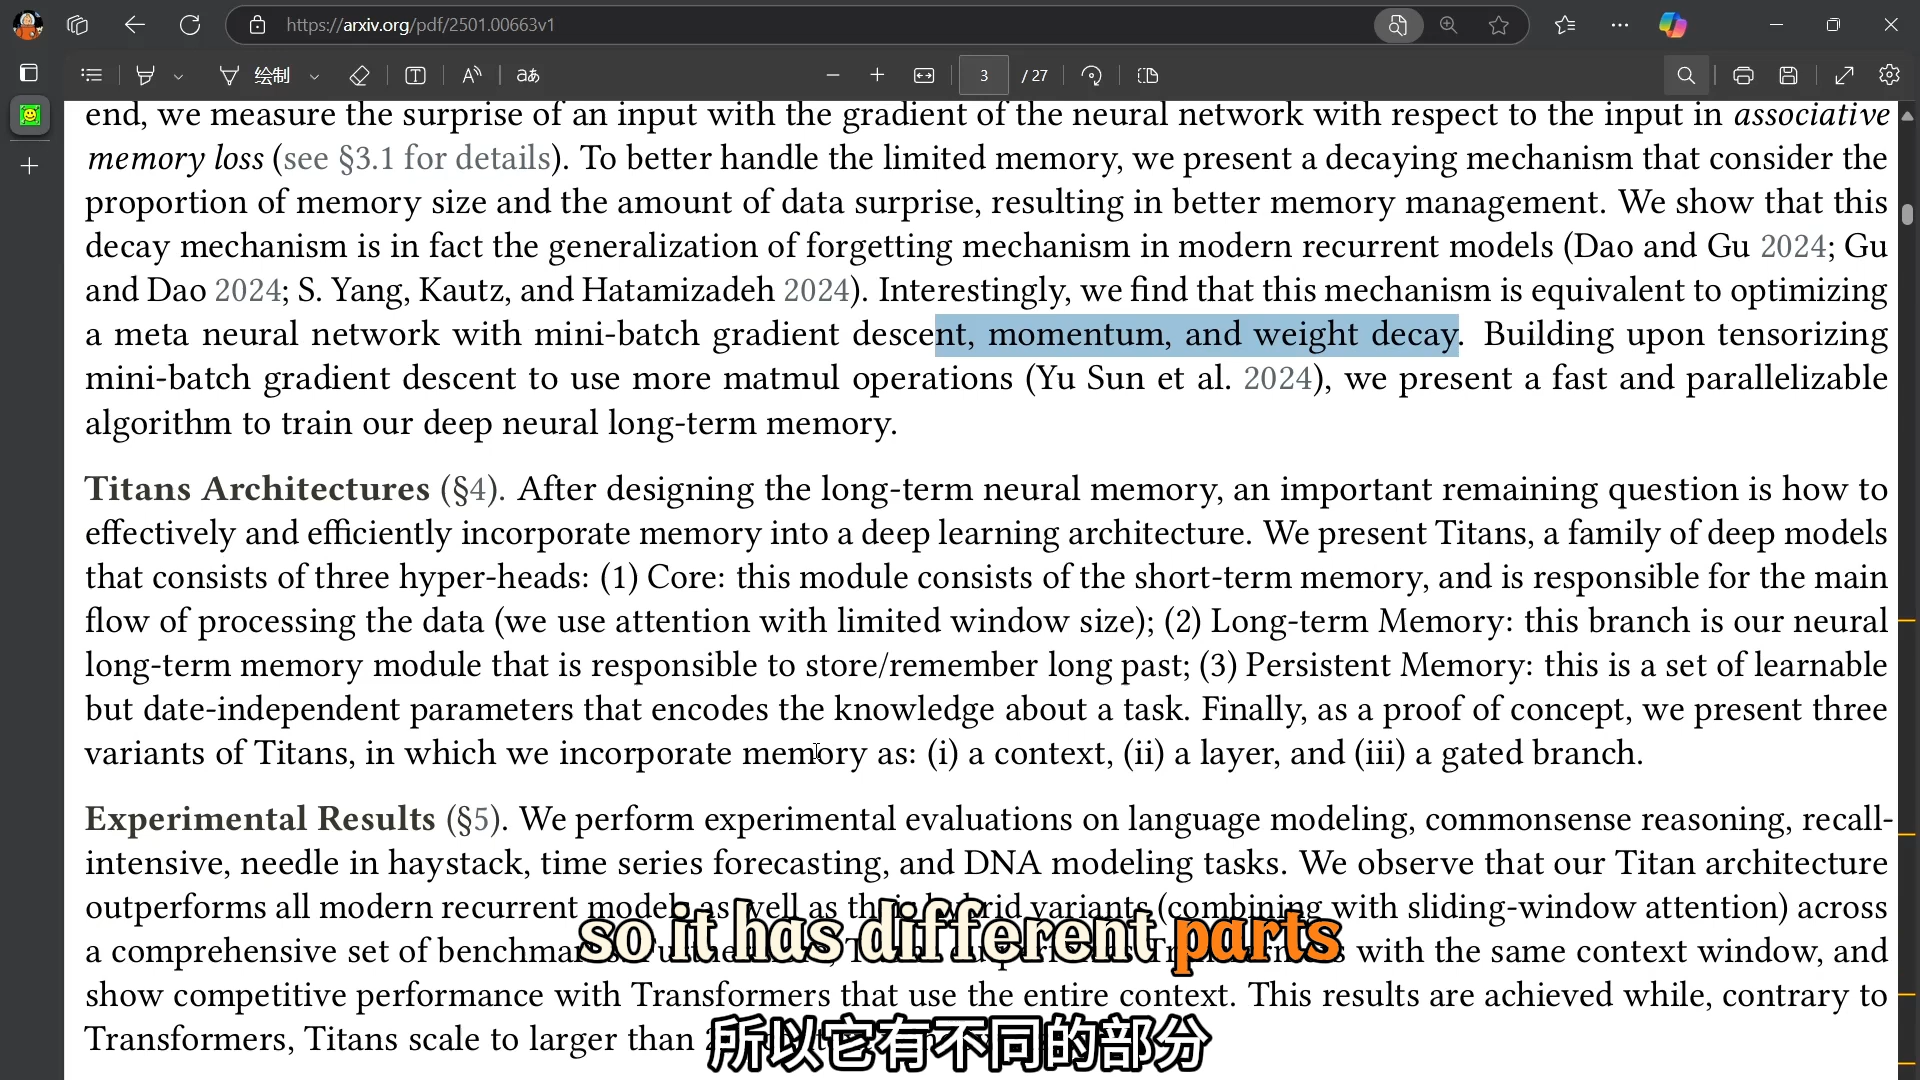 https://arxiv.org/pdf/2501.00663v1
绘制
aあ
3 / 27
end, we measure the surprise of an input with the gradient of the neural network with respect to the input in associative
memory loss (see §3.1 for details). To better handle the limited memory, we present a decaying mechanism that consider the
proportion of memory size and the amount of data surprise, resulting in better memory management. We show that this
decay mechanism is in fact the generalization of forgetting mechanism in modern recurrent models (Dao and Gu 2024; Gu
and Dao 2024; S. Yang, Kautz, and Hatamizadeh 2024). Interestingly, we find that this mechanism is equivalent to optimizing
a meta neural network with mini-batch gradient descent, momentum, and weight decay. Building upon tensorizing
mini-batch gradient descent to use more matmul operations (Yu Sun et al. 2024), we present a fast and parallelizable
algorithm to train our deep neural long-term memory.
Titans Architectures (§4). After designing the long-term neural memory, an important remaining question is how to
effectively and efficiently incorporate memory into a deep learning architecture. We present Titans, a family of deep models
that consists of three hyper-heads: (1) Core: this module consists of the short-term memory, and is responsible for the main
flow of processing the data (we use attention with limited window size); (2) Long-term Memory: this branch is our neural
long-term memory module that is responsible to store/remember long past; (3) Persistent Memory: this is a set of learnable
but date-independent parameters that encodes the knowledge about a task. Finally, as a proof of concept, we present three
variants of Titans, in which we incorporate memory as: (i) a context, (ii) a layer, and (iii) a gated branch.
Experimental Results (§5). We perform experimental evaluations on language modeling, commonsense reasoning, recall-
intensive, needle in haystack, time series forecasting, and DNA modeling tasks. We observe that our Titan architecture
outperforms all modern recurrent models as well as their hybrid variants (combining with sliding-window attention) across
a comprehensive set of benchmarks. with the same context window, and
show competitive performance with Transformers that use the entire context. This results are achieved while, contrary to
Transformers, Titans scale to larger than
so it has different parts
所以它有不同的部分